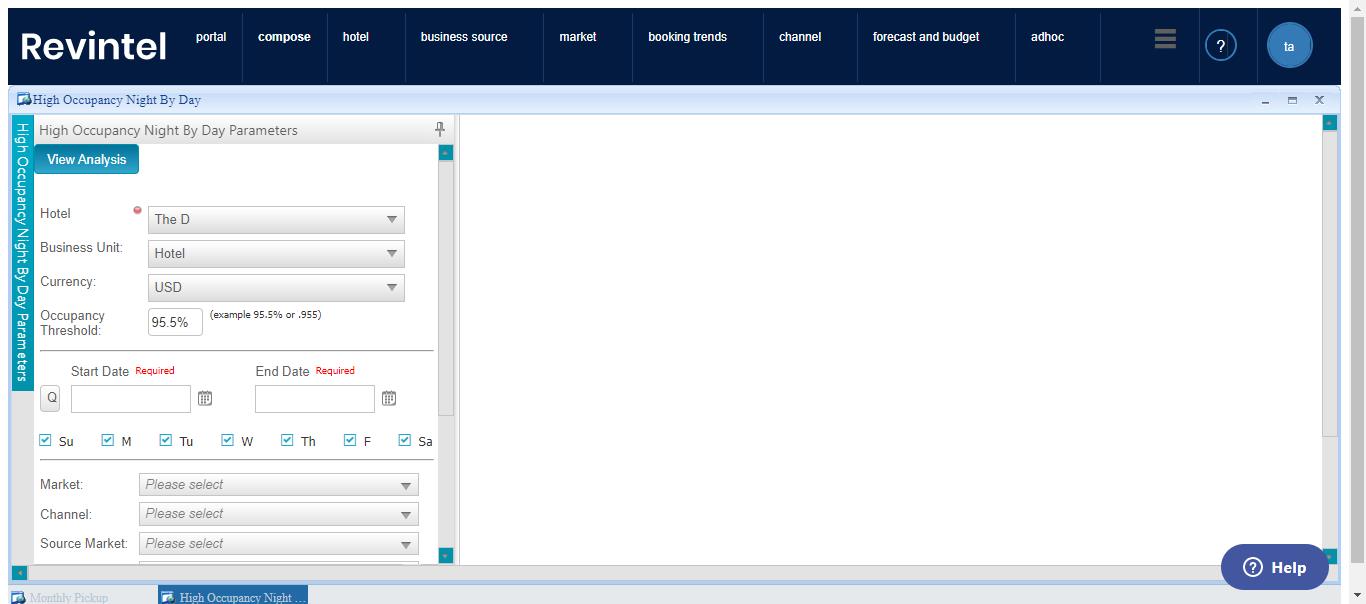 Revintel
portal
compose
hotel
business source
market
booking trends
channel
forecast and budget
adhoc
?
ta
High Occupancy Night By Day
High Occupancy Night By Day Parameters
High Occupancy Night By Day Parameters
View Analysis
Hotel
The D
Business Unit:
Hotel
Currency:
USD
Occupancy
Threshold:
95.5%
(example 95.5% or .955)
Start Date Required
End Date Required
Q
Su
M
Tu
W
Th
F
Sa
Market:
Please select
Channel:
Please select
Source Market:
Please select
? Help
Monthly Pickup
High Occupancy Night ...